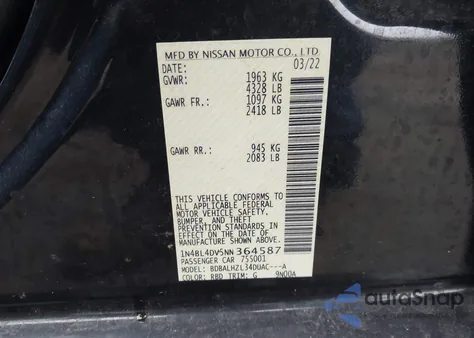 MFD BY NISSAN MOTOR CO., LTD.
DATE: 03/22
GVWR: 1963 KG
4328 LB
GAWR FR.: 1097 KG
2418 LB
GAWR RR.: 945 KG
2083 LB
THIS VEHICLE CONFORMS TO
ALL APPLICABLE FEDERAL
MOTOR VEHICLE SAFETY,
BUMPER, AND THEFT
PREVENTION STANDARDS
IN EFFECT ON THE DATE OF
MANUFACTURE SHOWN ABOVE.
1N4BL4DV5NN364587
PASSENGER CAR 755001
MODEL: BDBALHZL34DUAC---A
COLOR: RBD TRIM: G 9N00A
autoSnap